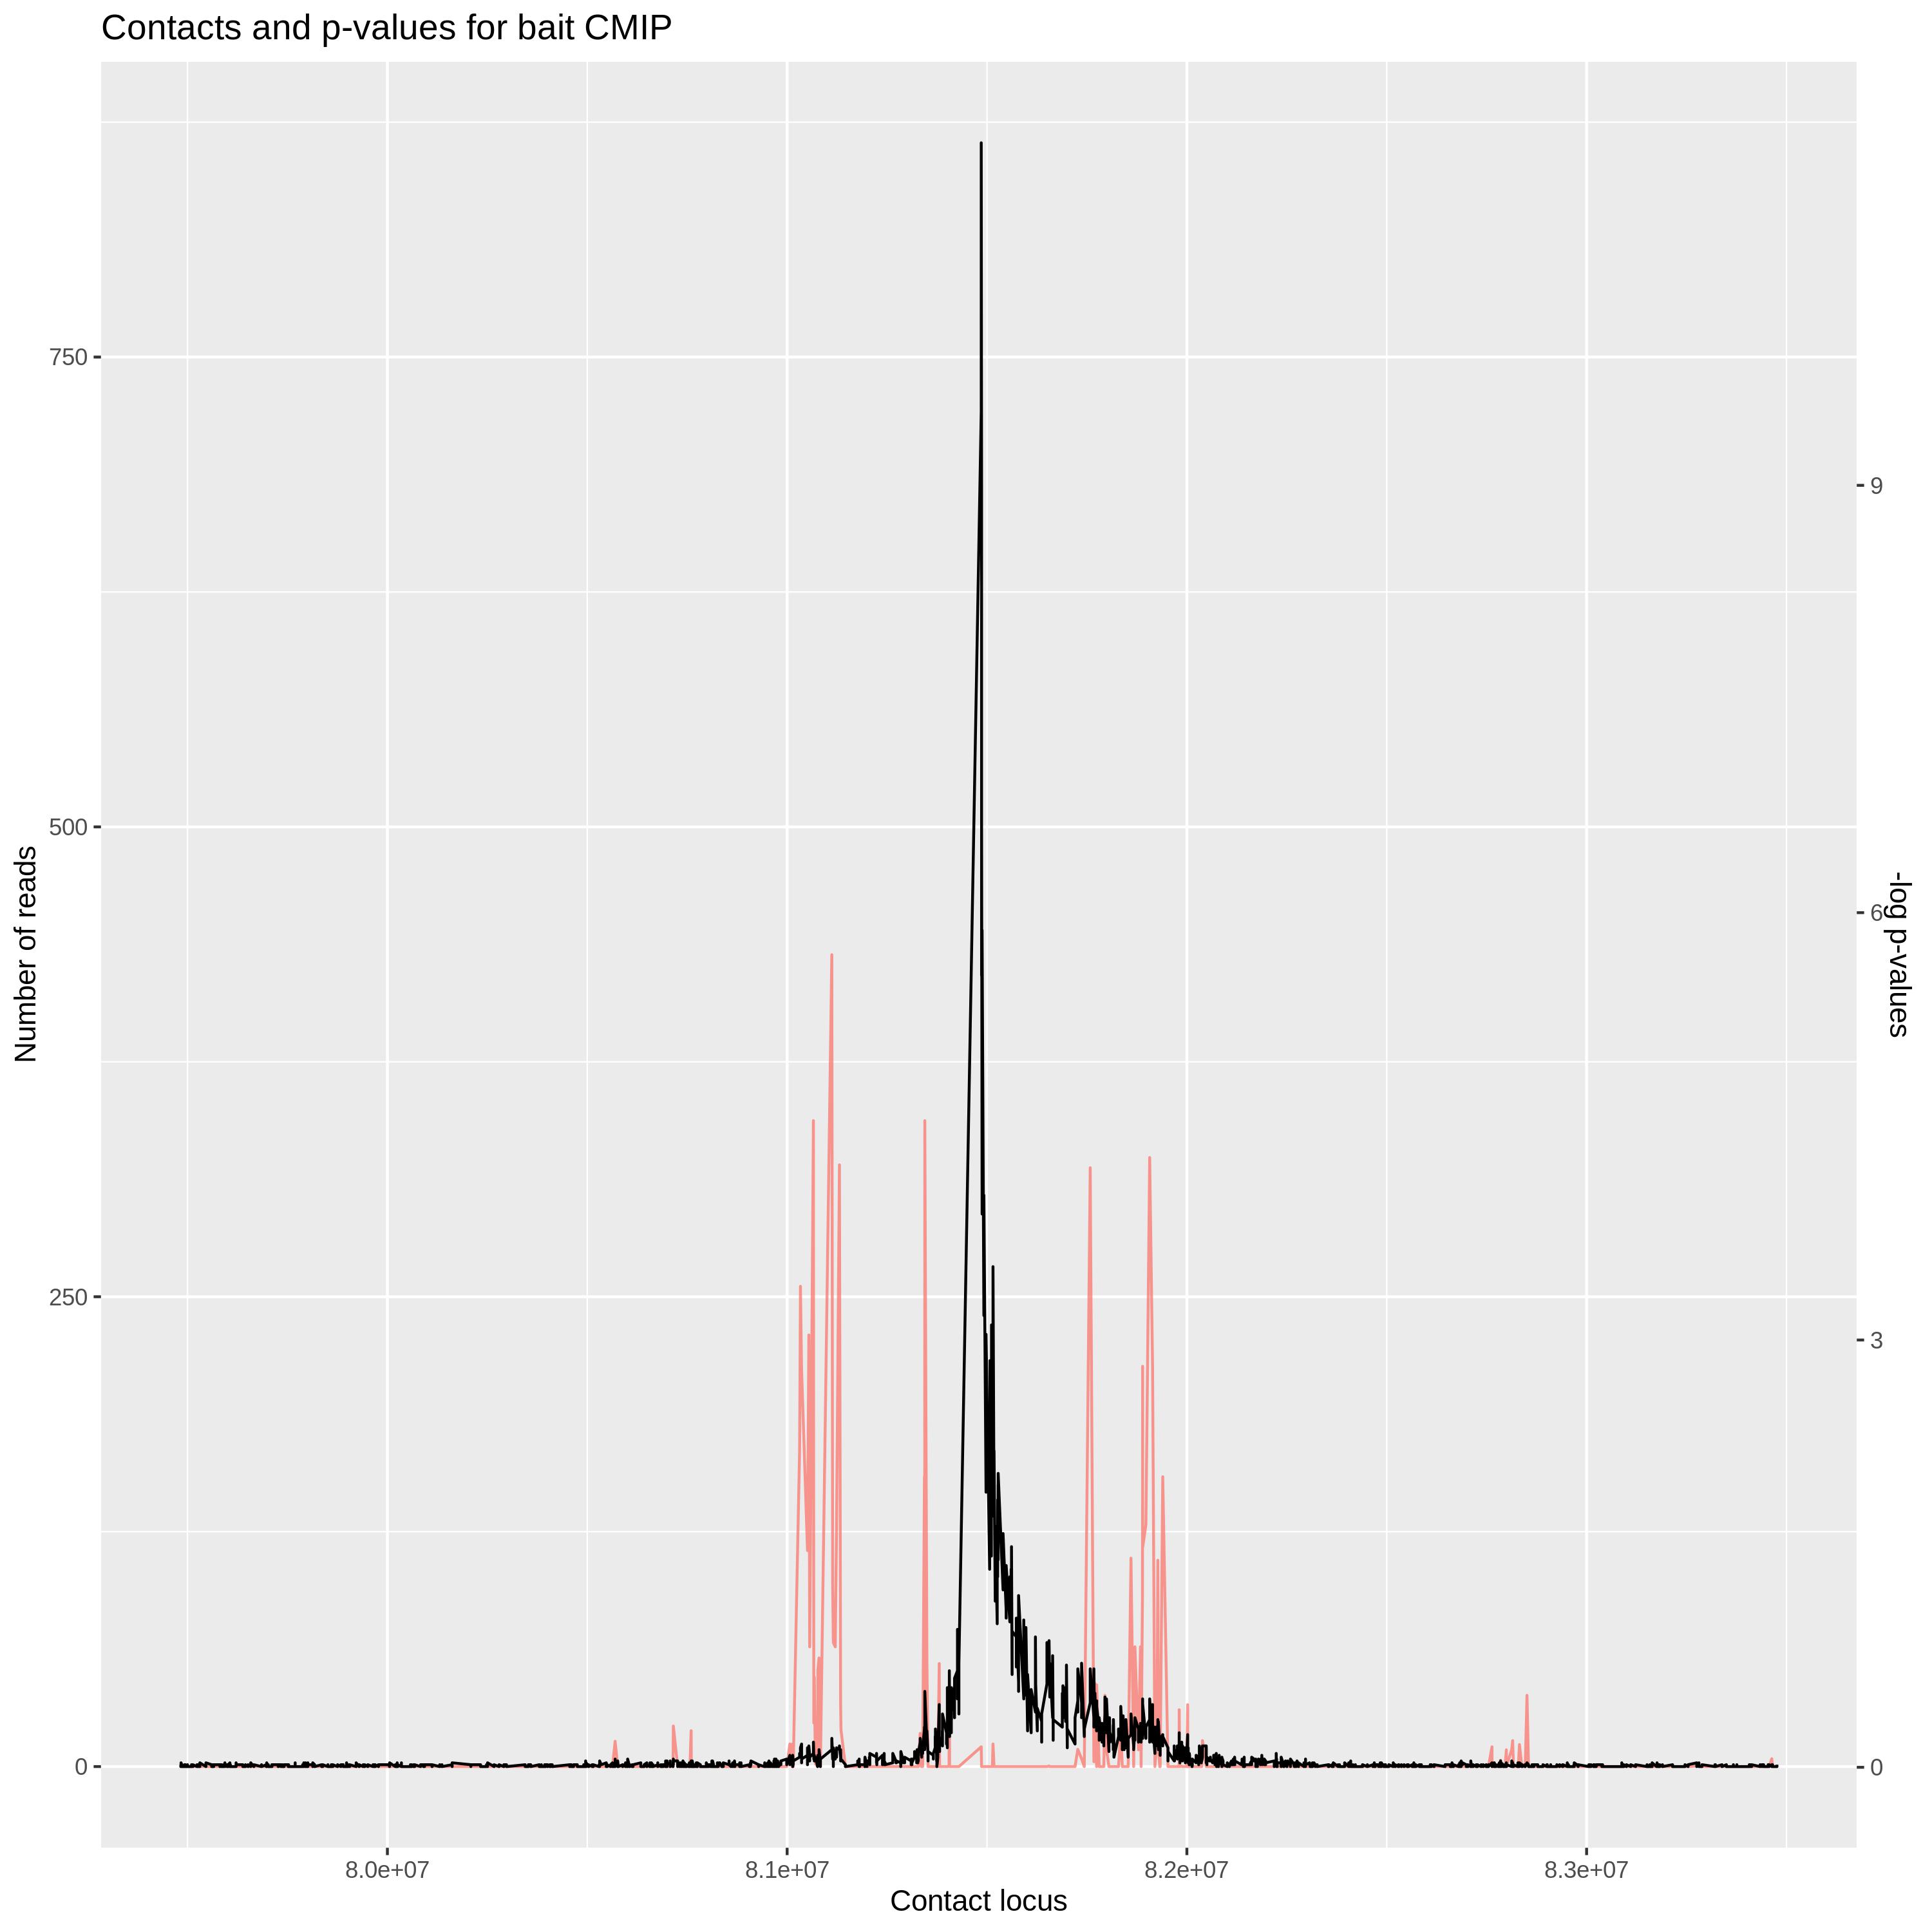 Contacts and p-values for bait CMIP
750
500
250
0
Number of reads
9
6
3
0
-log p-values
8.0e+07
8.1e+07
8.2e+07
8.3e+07
Contact locus